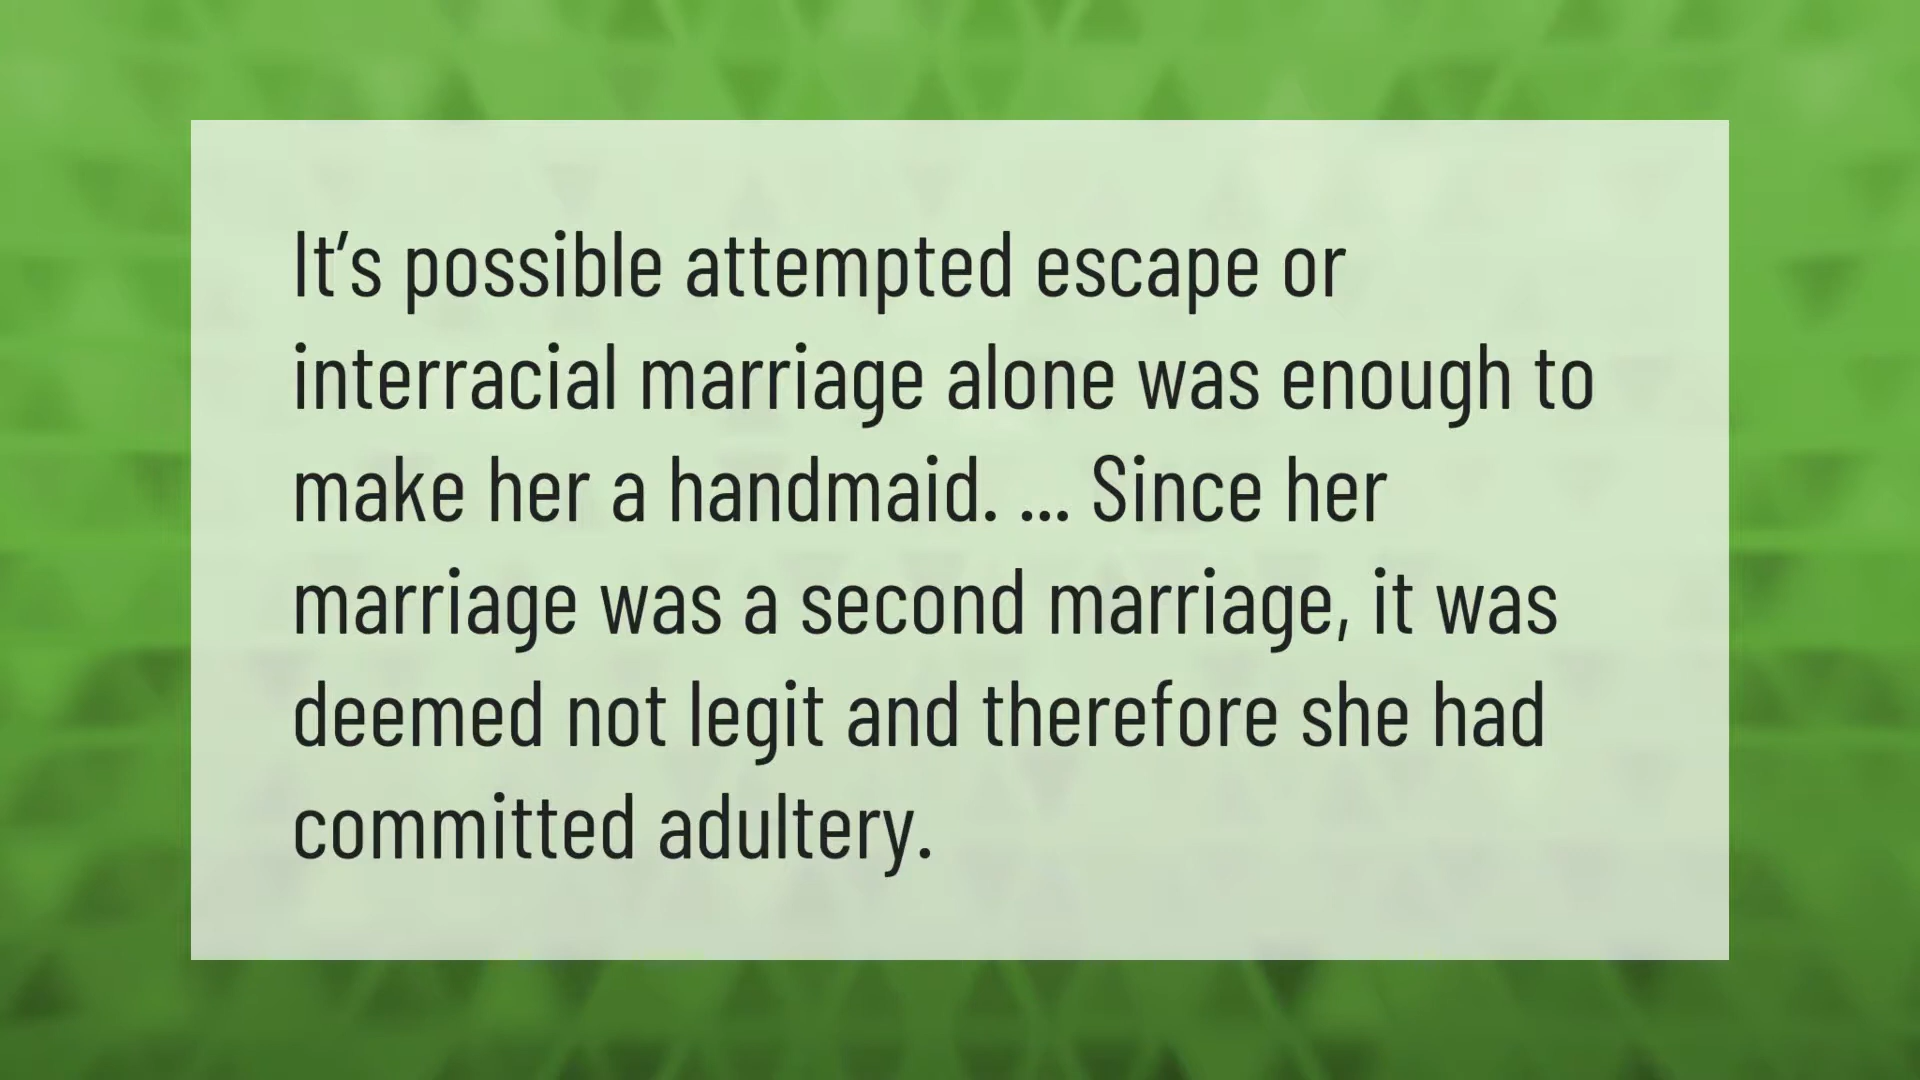 It’s possible attempted escape or
interracial marriage alone was enough to
make her a handmaid. ... Since her
marriage was a second marriage, it was
deemed not legit and therefore she had
committed adultery.